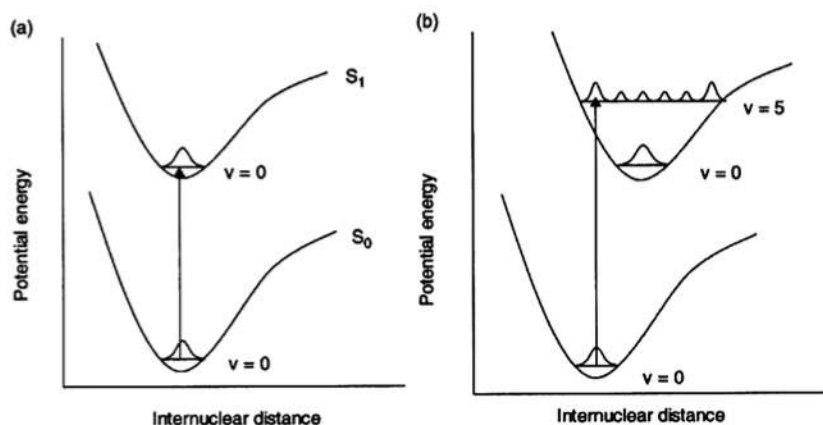 (a)
S1
v = 0
S0
v = 0
Potential energy
Internuclear distance
(b)
v = 5
v = 0
v = 0
Potential energy
Internuclear distance